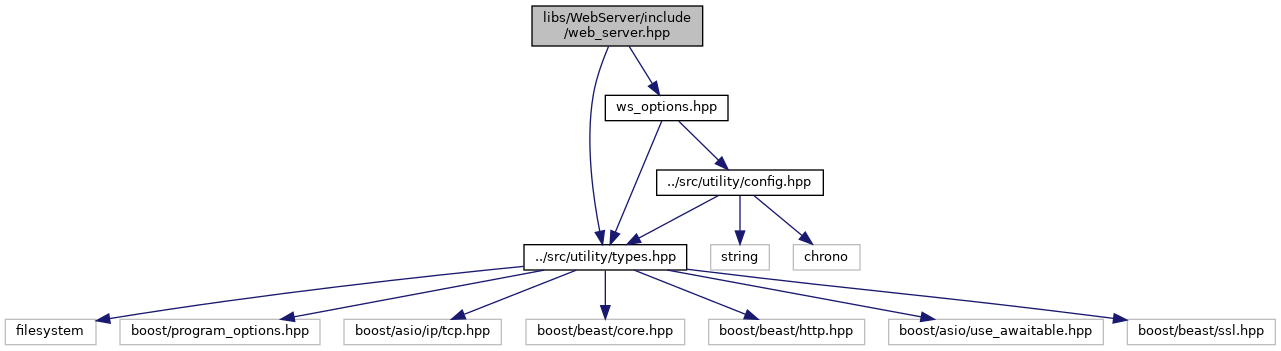 libs/WebServer/include
/web_server.hpp
ws_options.hpp
../src/utility/config.hpp
../src/utility/types.hpp
string
chrono
filesystem
boost/program_options.hpp
boost/asio/ip/tcp.hpp
boost/beast/core.hpp
boost/beast/http.hpp
boost/asio/use_awaitable.hpp
boost/beast/ssl.hpp